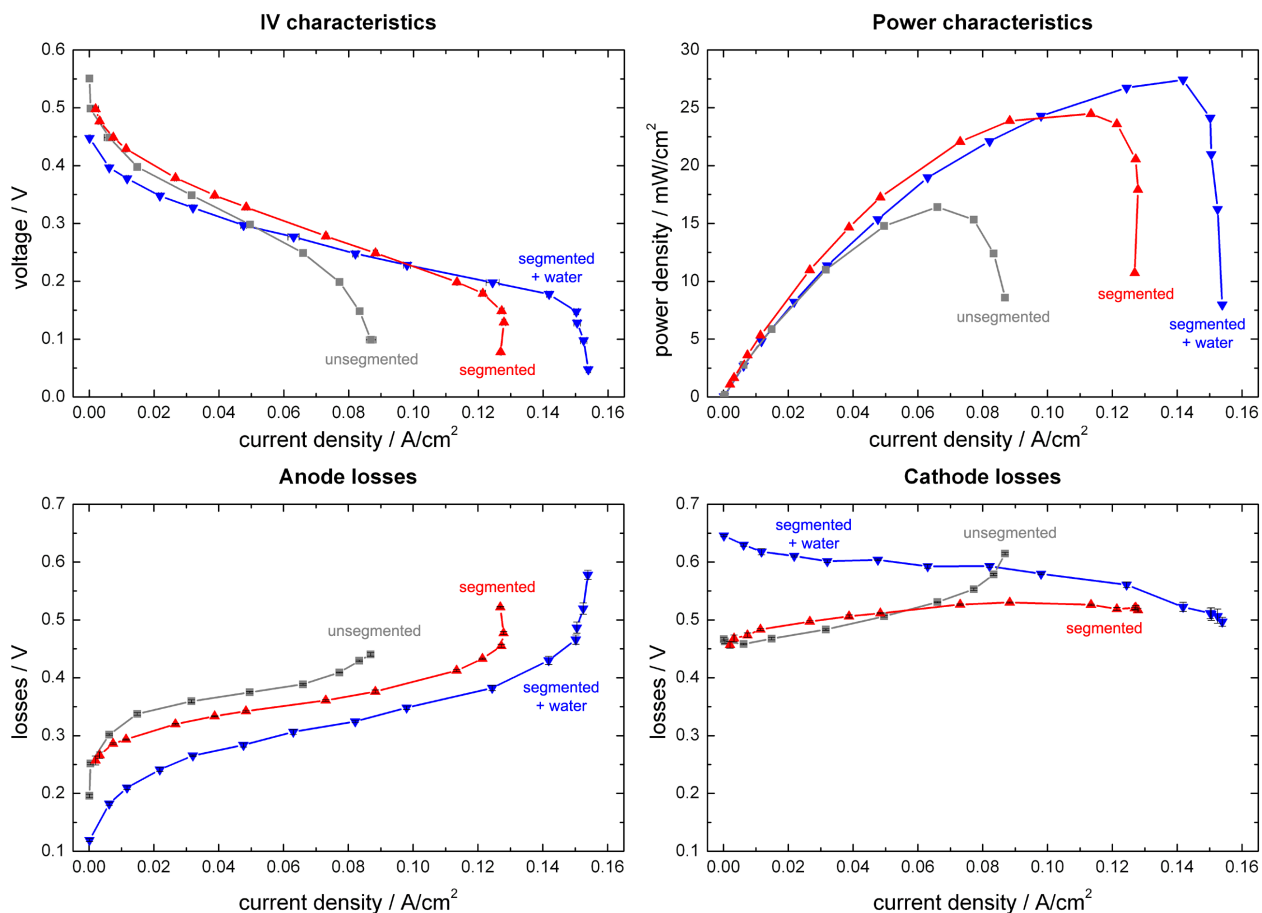 IV characteristics
0.6
0.5
0.4
0.3
0.2
0.1
0.0
voltage / V
segmented
+ water
unsegmented
segmented
0.00 0.02 0.04 0.06 0.08 0.10 0.12 0.14 0.16
current density / A/cm²
Power characteristics
30
25
20
15
10
5
0
power density / mW/cm²
unsegmented
segmented
segmented
+ water
0.00 0.02 0.04 0.06 0.08 0.10 0.12 0.14 0.16
current density / A/cm²
Anode losses
0.7
0.6
0.5
0.4
0.3
0.2
0.1
losses / V
segmented
unsegmented
segmented
+ water
0.00 0.02 0.04 0.06 0.08 0.10 0.12 0.14 0.16
current density / A/cm²
Cathode losses
0.7
0.6
0.5
0.4
0.3
0.2
0.1
losses / V
segmented
+ water
unsegmented
segmented
0.00 0.02 0.04 0.06 0.08 0.10 0.12 0.14 0.16
current density / A/cm²